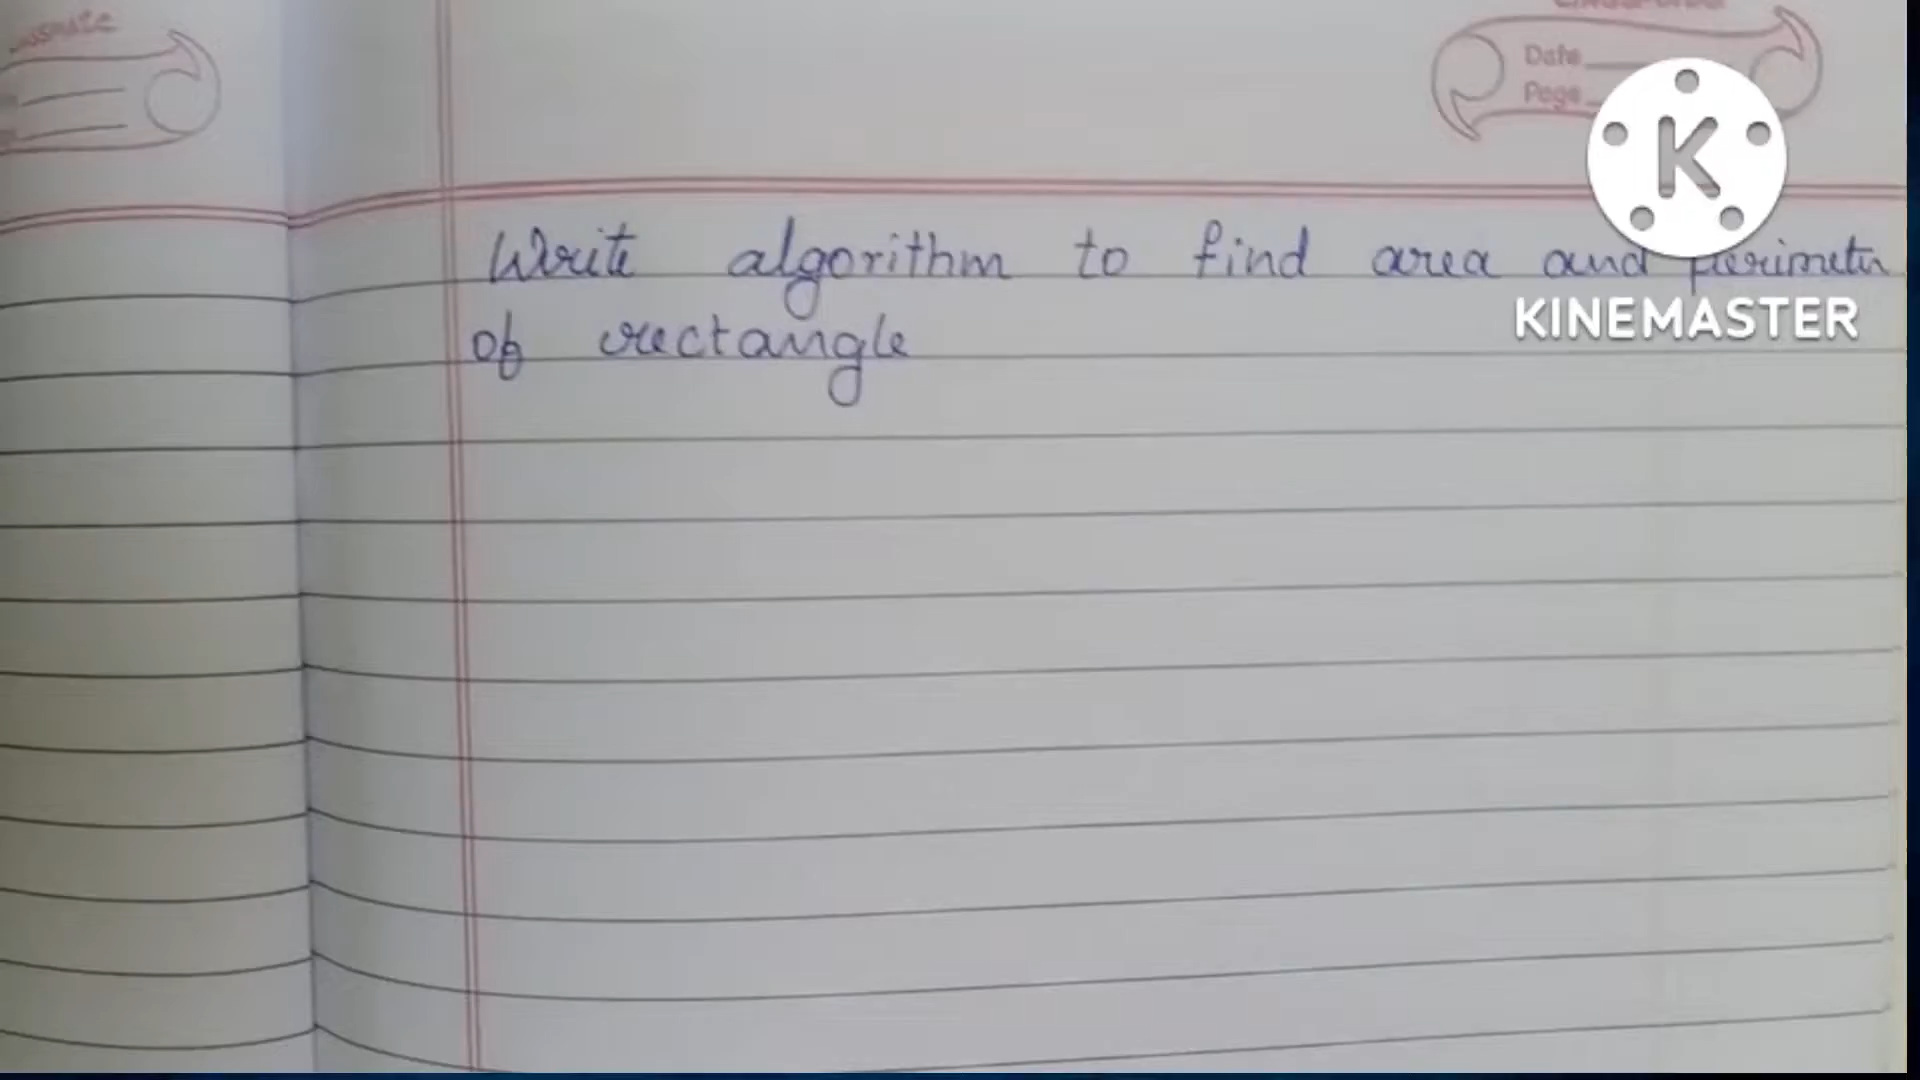 Date
Page
Write algorithm to find area and perimeter
of rectangle
KINEMASTER